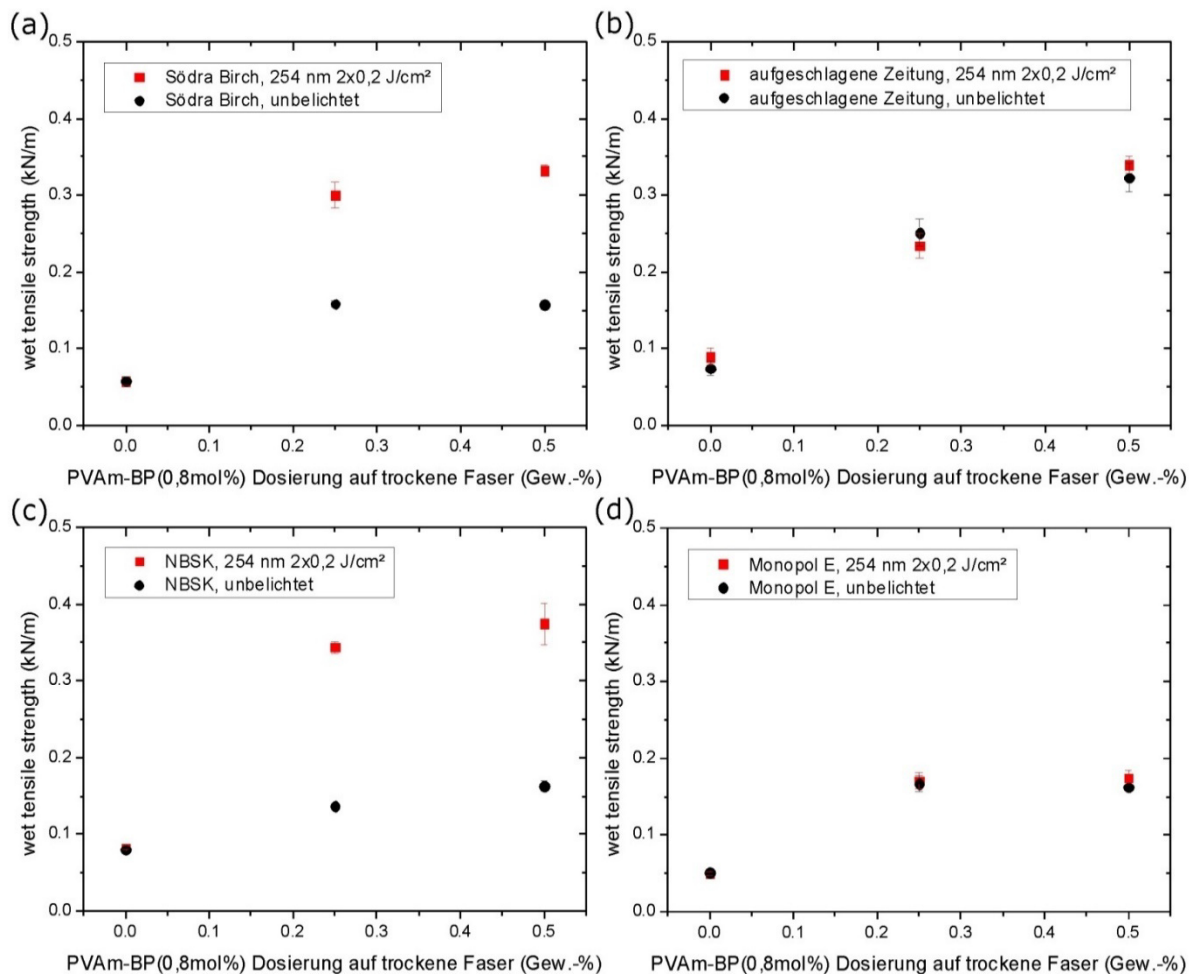 (a)
0.5
0.4
0.3
0.2
0.1
0.0
wet tensile strength (kN/m)
Södra Birch, 254 nm 2x0,2 J/cm²
Södra Birch, unbelichtet
0.0 0.1 0.2 0.3 0.4 0.5
PVAm-BP(0,8mol%) Dosierung auf trockene Faser (Gew.-%)
(b)
0.5
0.4
0.3
0.2
0.1
0.0
wet tensile strength (kN/m)
aufgeschlagene Zeitung, 254 nm 2x0,2 J/cm²
aufgeschlagene Zeitung, unbelichtet
0.0 0.1 0.2 0.3 0.4 0.5
PVAm-BP(0,8mol%) Dosierung auf trockene Faser (Gew.-%)
(c)
0.5
0.4
0.3
0.2
0.1
0.0
wet tensile strength (kN/m)
NBSK, 254 nm 2x0,2 J/cm²
NBSK, unbelichtet
0.0 0.1 0.2 0.3 0.4 0.5
PVAm-BP(0,8mol%) Dosierung auf trockene Faser (Gew.-%)
(d)
0.5
0.4
0.3
0.2
0.1
0.0
wet tensile strength (kN/m)
Monopol E, 254 nm 2x0,2 J/cm²
Monopol E, unbelichtet
0.0 0.1 0.2 0.3 0.4 0.5
PVAm-BP(0,8mol%) Dosierung auf trockene Faser (Gew.-%)